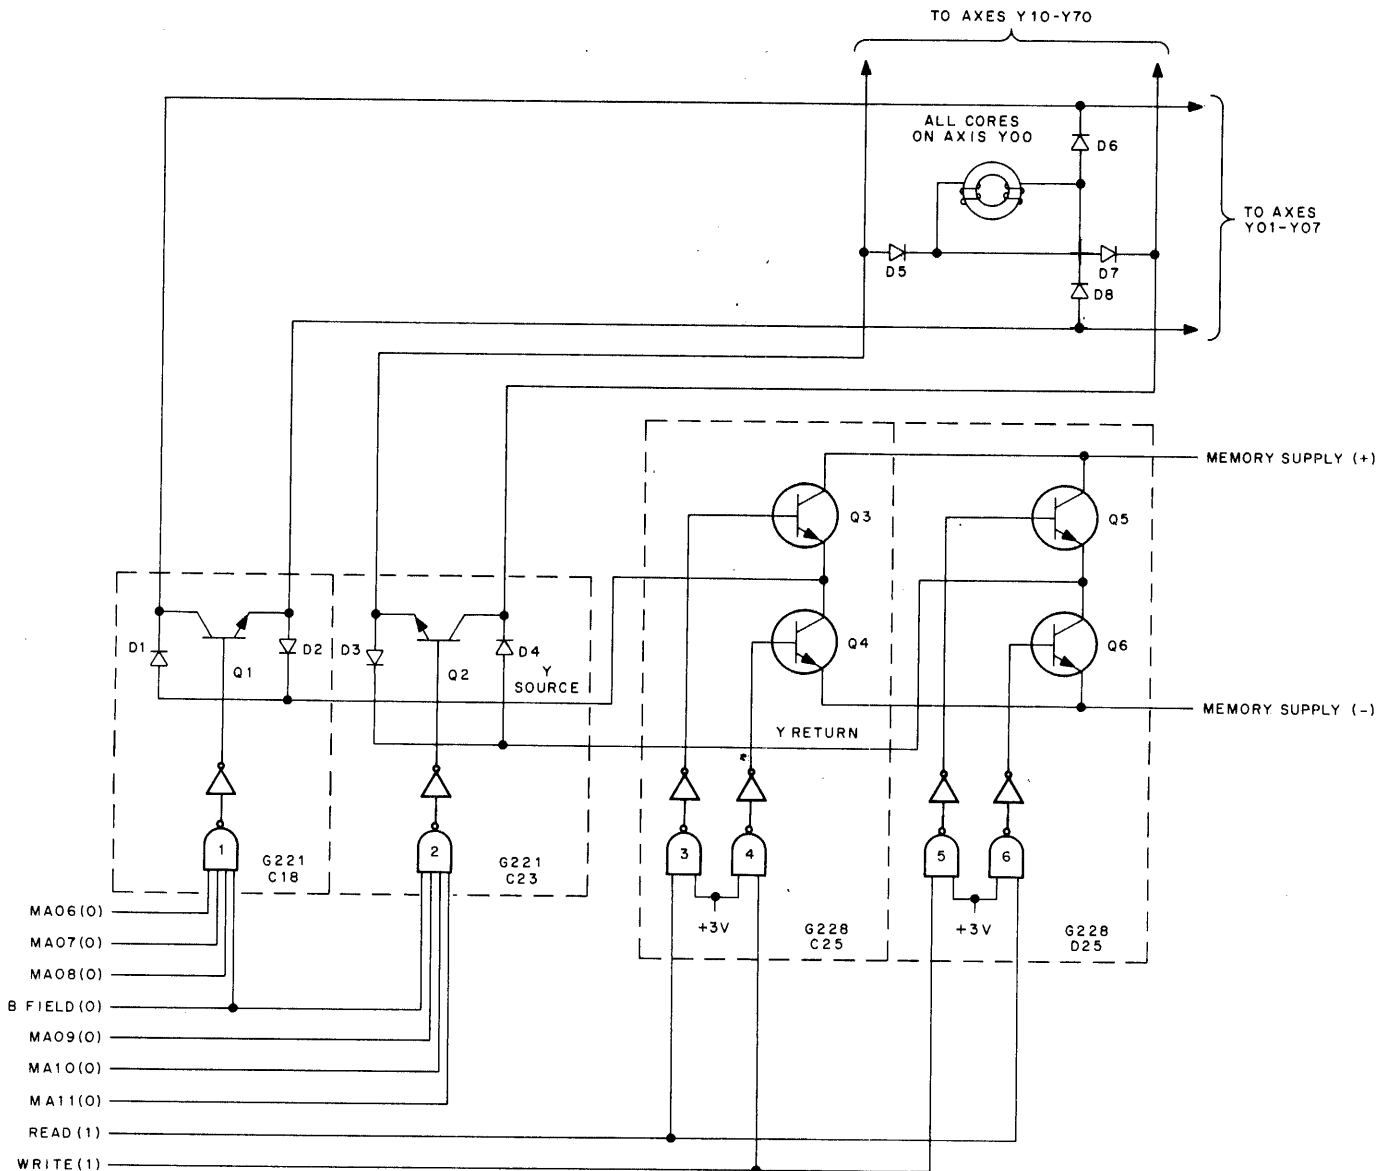 TO AXES Y10-Y70
ALL CORES
ON AXIS Y00
D6
D5
D7
D8
TO AXES
Y01-Y07
MEMORY SUPPLY (+)
Q3
Q5
D1
Q1
D2
D3
Q2
D4
Y
SOURCE
Q4
Q6
MEMORY SUPPLY (-)
Y RETURN
1
G221
C18
2
G221
C23
3
4
+3V
G228
C25
5
6
+3V
G228
D25
MA06(0)
MA07(0)
MA08(0)
B FIELD(0)
MA09(0)
MA10(0)
MA11(0)
READ (1)
WRITE(1)